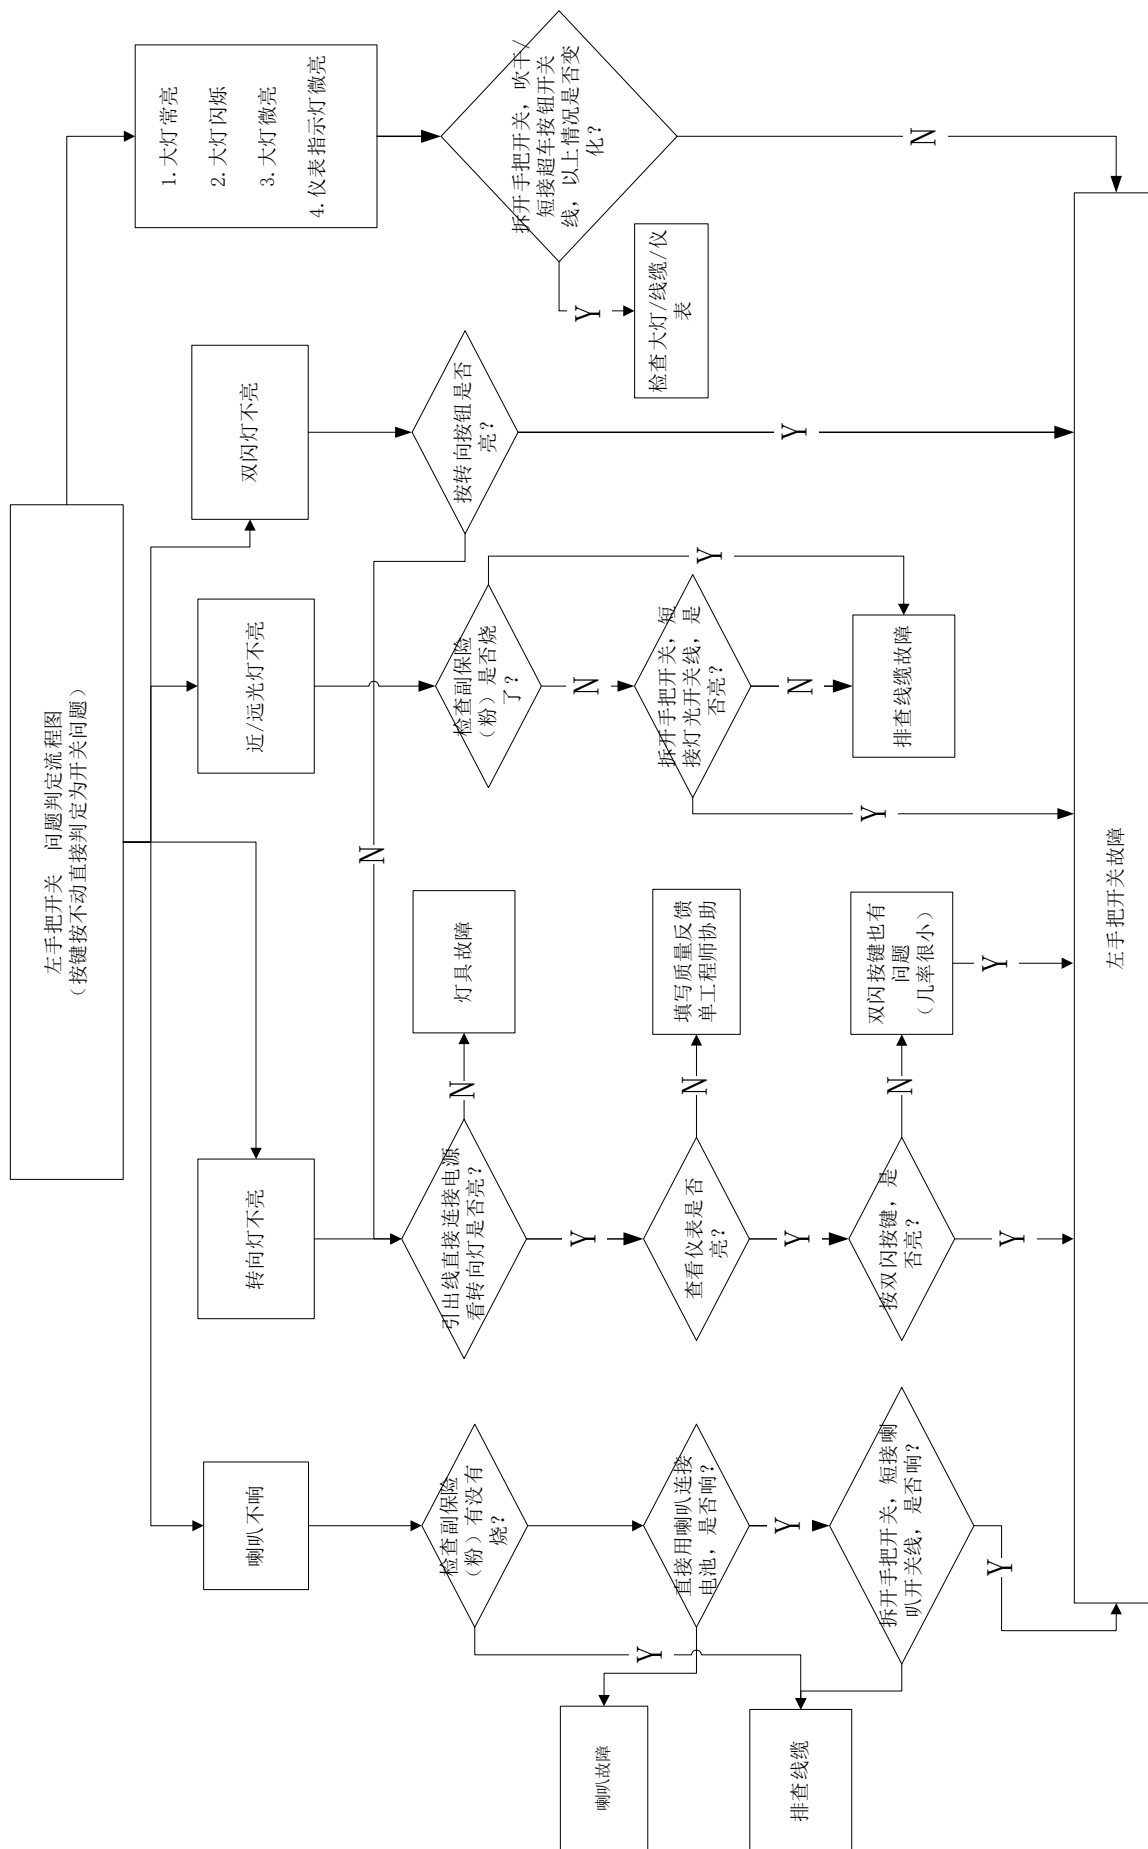 左手把开关 问题判定流程图
（按键按不动直接判定为开关问题）
喇叭不响
转向灯不亮
近/远光灯不亮
双闪灯不亮
1.大灯常亮
2.大灯闪烁
3.大灯微亮
4.仪表指示灯微亮
检查副保险
（粉）有没有
烧？
Y
直接用喇叭连接
电池，是否响？
喇叭故障
Y
拆开手把开关，短接喇
叭开关线，是否响？
排查线缆
Y
引出线直接连接电源
看转向灯是否亮？
N
灯具故障
Y
查看仪表是否
亮？
N
填写质量反馈
单工程师协助
Y
按双闪按键，是
否亮？
N
双闪按键也有
问题
（几率很小）
Y
Y
检查副保险
（粉）是否烧
了？
Y
N
拆开手把开关，短
接灯光开关线，是
否亮？
N
排查线缆故障
Y
按转向按钮是否
亮？
N
Y
拆开手把开关，吹干/
短接超车按钮开关
线，以上情况是否变
化？
Y
检查大灯/线缆/仪
表
N
左手把开关故障